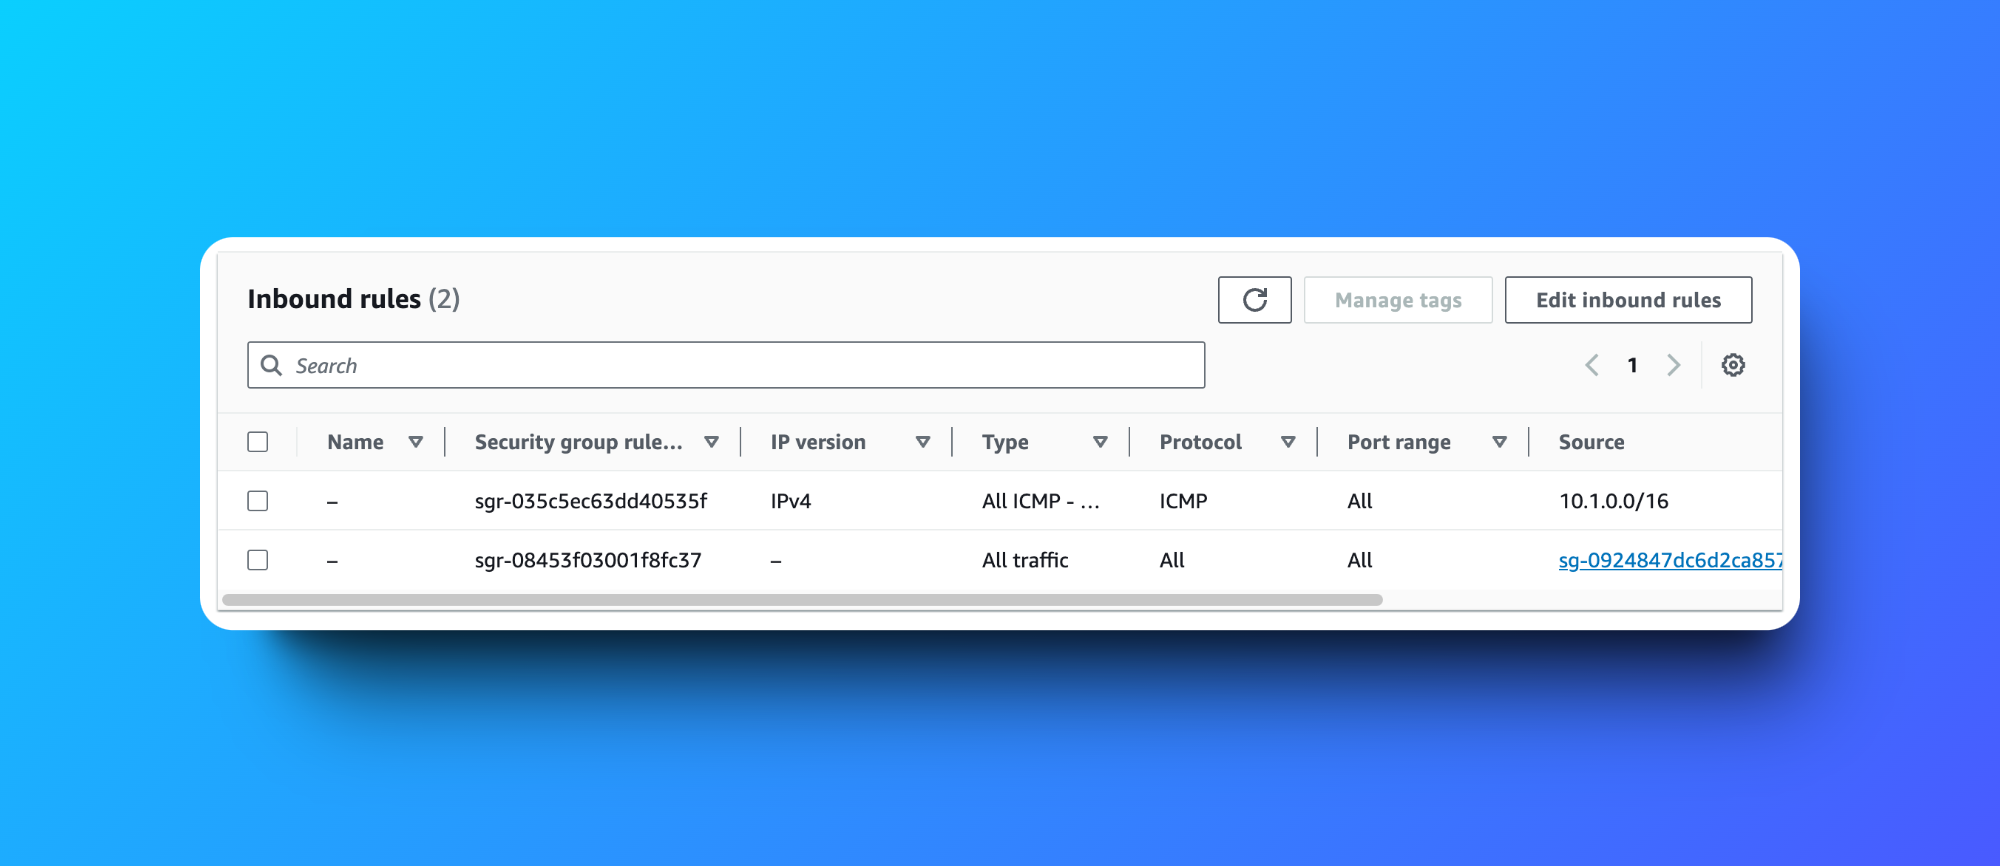 Inbound rules (2)
Manage tags
Edit inbound rules
Search
1
Name Security group rule... IP version Type Protocol Port range Source
– sgr-035c5ec63dd40535f IPv4 All ICMP - ... ICMP All 10.1.0.0/16
– sgr-08453f03001f8fc37 – All traffic All All sg-0924847dc6d2ca857